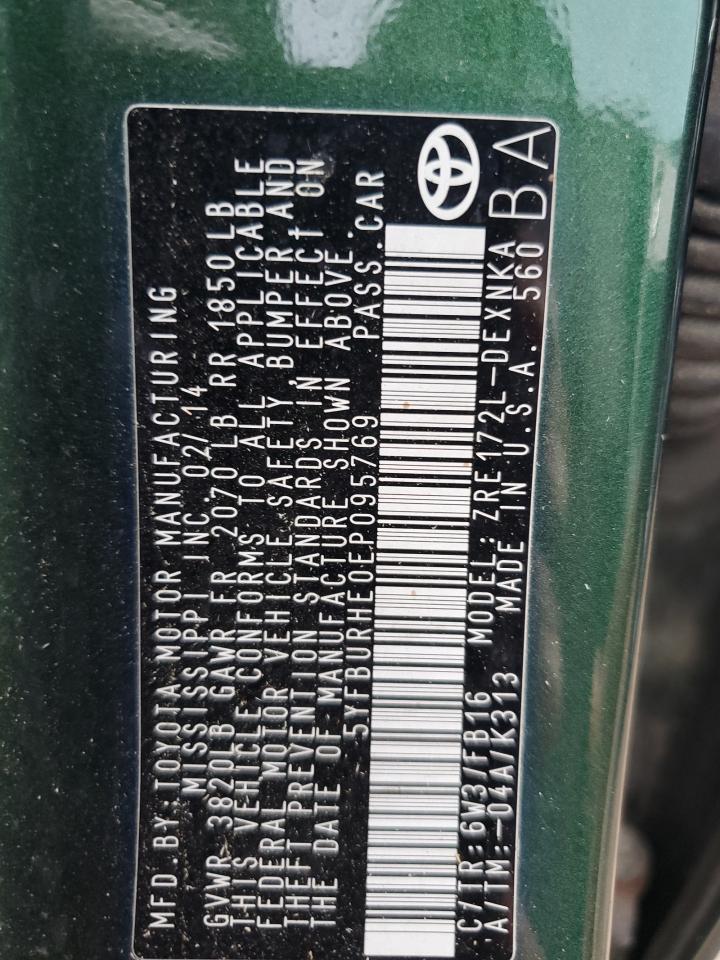 MFD.BY:TOYOTA MOTOR MANUFACTURING
MISSISSIPPI INC. 02/14
GVWR 3820LB GAWR FR 2070LB RR 1850LB
THIS VEHICLE CONFORMS TO ALL APPLICABLE
FEDERAL MOTOR VEHICLE SAFETY, BUMPER AND
THEFT PREVENTION STANDARDS IN EFFECT ON
THE DATE OF MANUFACTURE SHOWN ABOVE.
5YFBURHE0EP095769 PASS.CAR
C/TR:6W3/FB16 MODEL:ZRE172L-DEXNKA
A/TM:-04A/K313 MADE IN U.S.A. 560 BA